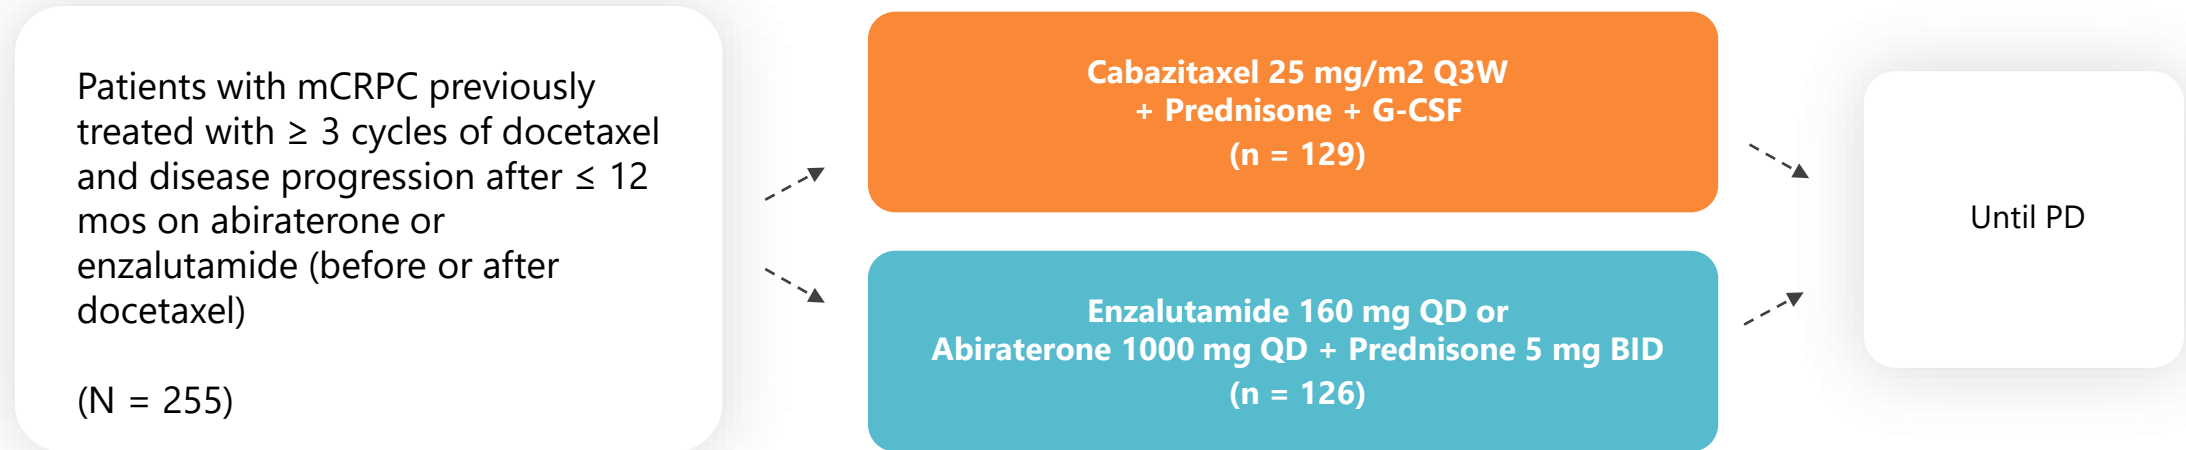 Patients with mCRPC previously
treated with ≥ 3 cycles of docetaxel
and disease progression after ≤ 12
mos on abiraterone or
enzalutamide (before or after
docetaxel)
(N = 255)
Cabazitaxel 25 mg/m2 Q3W
+ Prednisone + G-CSF
(n = 129)
Enzalutamide 160 mg QD or
Abiraterone 1000 mg QD + Prednisone 5 mg BID
(n = 126)
Until PD